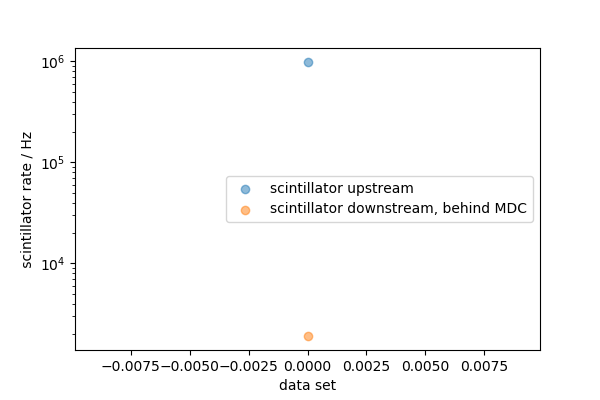 10⁶
10⁵
10⁴
scintillator rate / Hz
scintillator upstream
scintillator downstream, behind MDC
−0.0075 −0.0050 −0.0025 0.0000 0.0025 0.0050 0.0075
data set